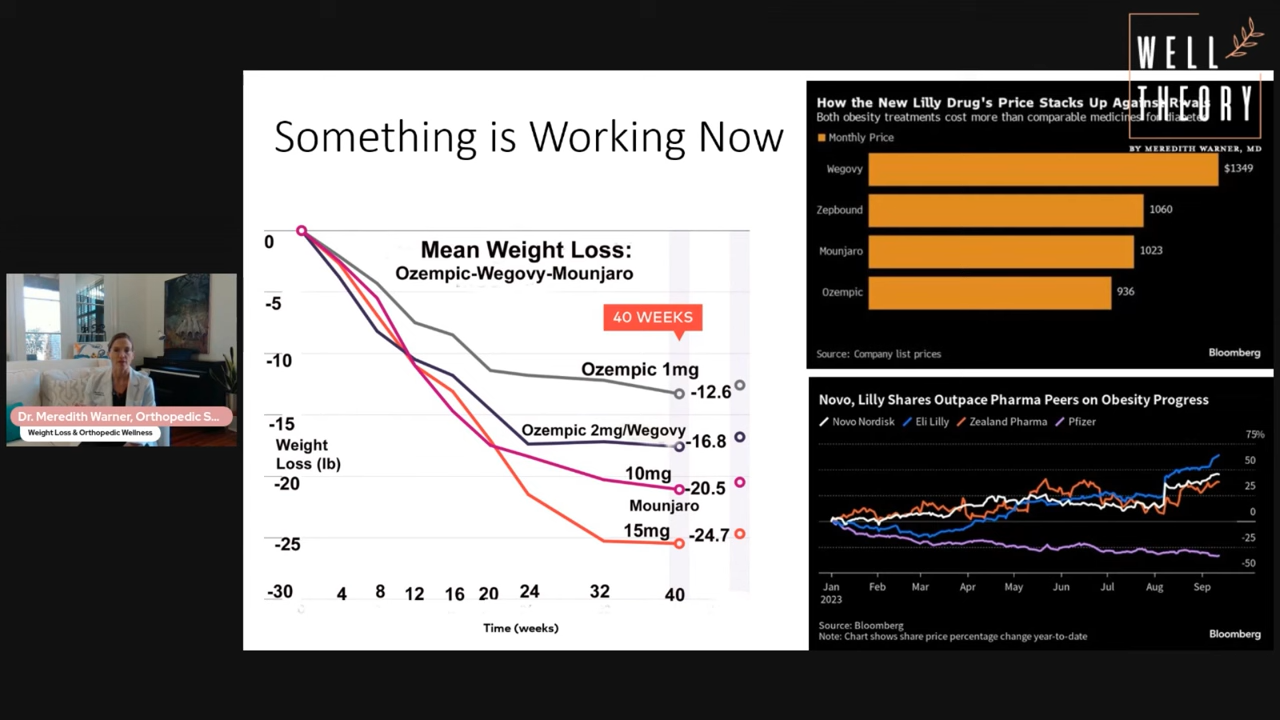 WELL
THEORY
BY MEREDITH WARNER, MD
Something is Working Now
0
-5
-10
-15
-20
-25
-30
Weight
Loss (lb)
Mean Weight Loss:
Ozempic-Wegovy-Mounjaro
40 WEEKS
Ozempic 1mg
-12.6
Ozempic 2mg/Wegovy
-16.8
10mg
-20.5
Mounjaro
15mg
-24.7
4 8 12 16 20 24 32 40
Time (weeks)
How the New Lilly Drug's Price Stacks Up Against Rivals
Both obesity treatments cost more than comparable medicines for diabetes
Monthly Price
Wegovy $1349
Zepbound 1060
Mounjaro 1023
Ozempic 936
Source: Company list prices
Bloomberg
Novo, Lilly Shares Outpace Pharma Peers on Obesity Progress
Novo Nordisk Eli Lilly Zealand Pharma Pfizer
75%
50
25
0
-25
-50
Jan Feb Mar Apr May Jun Jul Aug Sep
2023
Source: Bloomberg
Note: Chart shows share price percentage change year-to-date
Bloomberg
Dr. Meredith Warner, Orthopedic S...
Weight Loss & Orthopedic Wellness